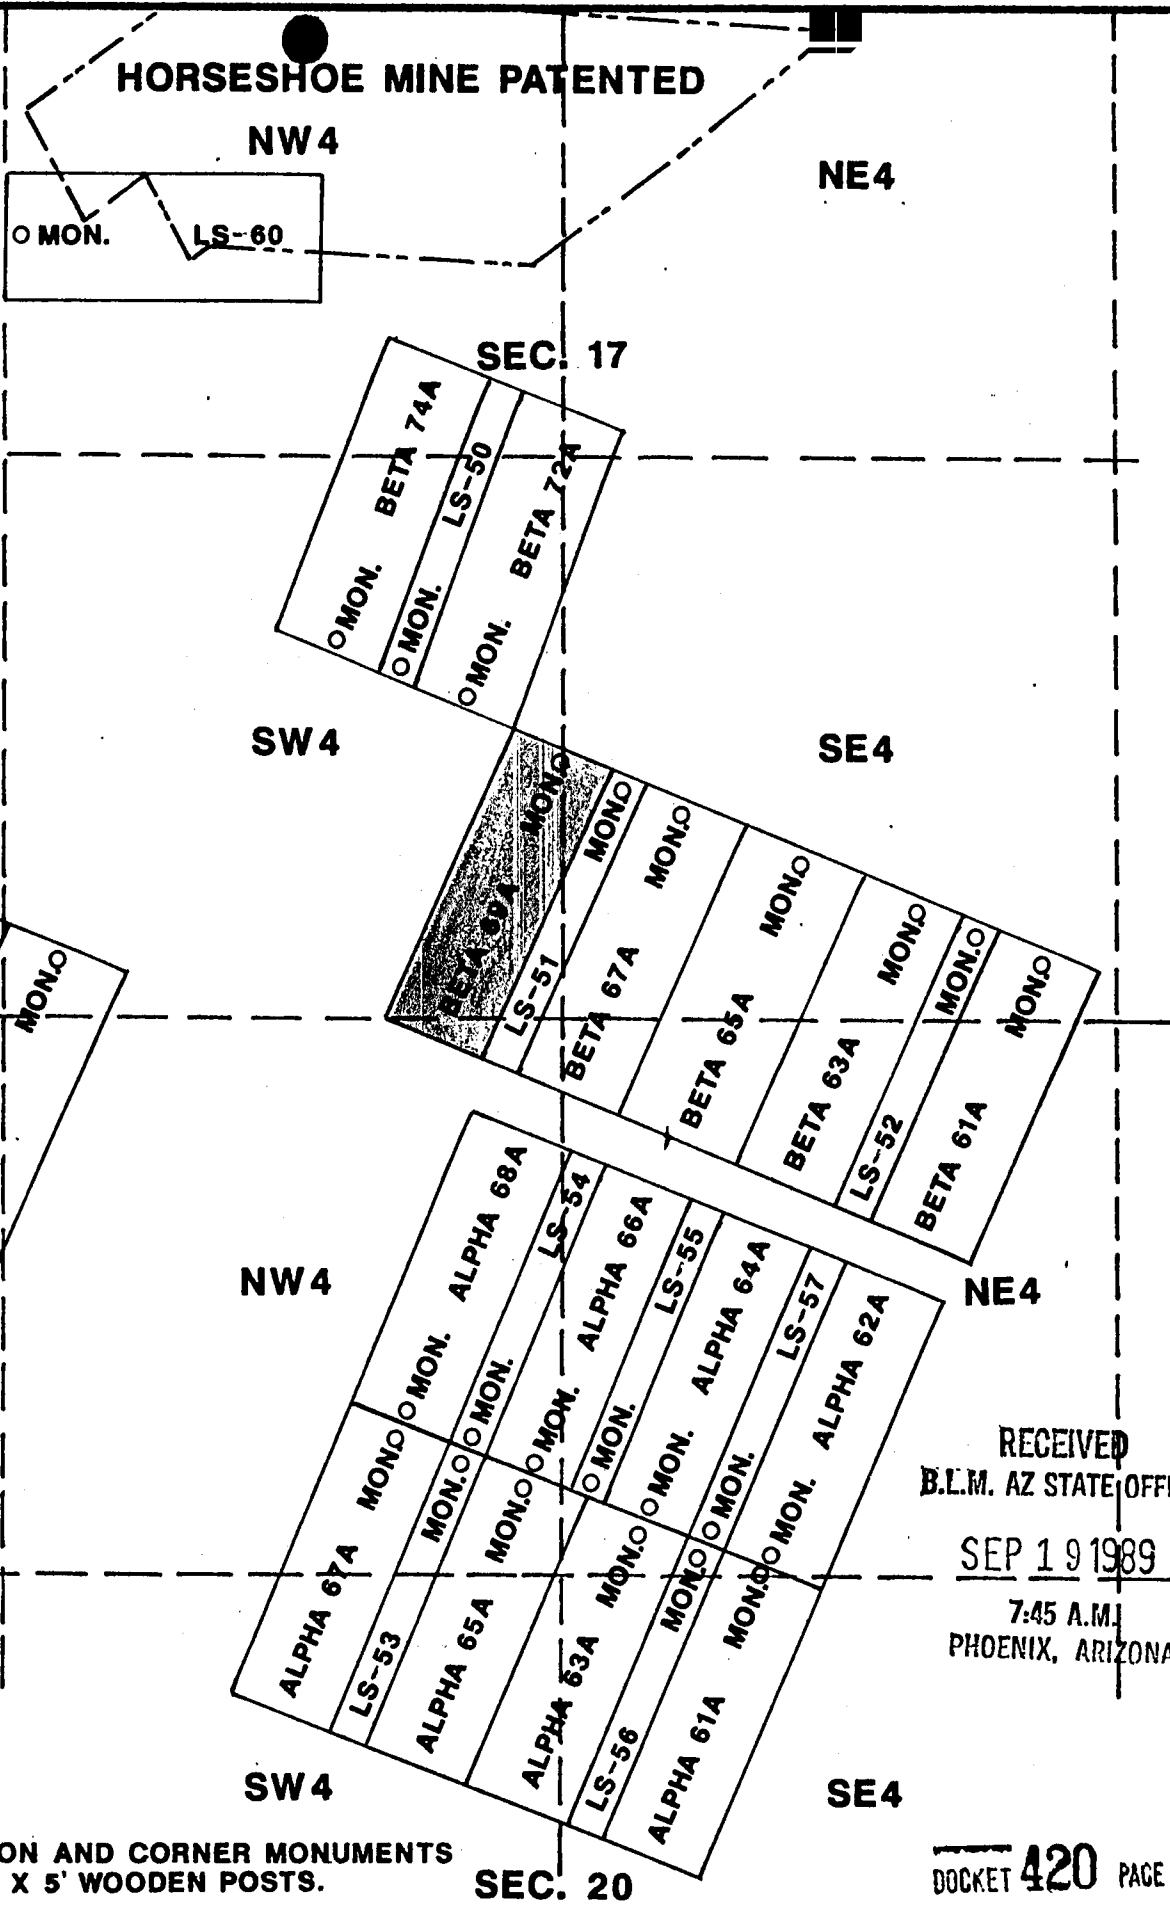 HORSESHOE MINE PATENTED
NW4
NE4
MON.
LS-60
SEC. 17
BETA 74A
MON.
LS-50
MON.
BETA 72A
MON.
SW4
SE4
MON.
BETA 69A
MON.
LS-51
MON.
BETA 67A
MON.
BETA 65A
MON.
BETA 63A
MON.
LS-52
MON.
BETA 61A
MON.
ALPHA 68A
MON.
LS-54
MON.
ALPHA 66A
MON.
LS-55
MON.
ALPHA 64A
MON.
LS-57
MON.
ALPHA 62A
MON.
NW4
NE4
MON.
ALPHA 67A
MON.
LS-53
MON.
ALPHA 65A
MON.
ALPHA 63A
MON.
LS-56
MON.
ALPHA 61A
RECEIVED
B.L.M. AZ STATE OFFI
SEP 19 1989
7:45 A.M.
PHOENIX, ARIZONA
SW4
SE4
ON AND CORNER MONUMENTS
X 5' WOODEN POSTS.
SEC. 20
DOCKET 420 PAGE